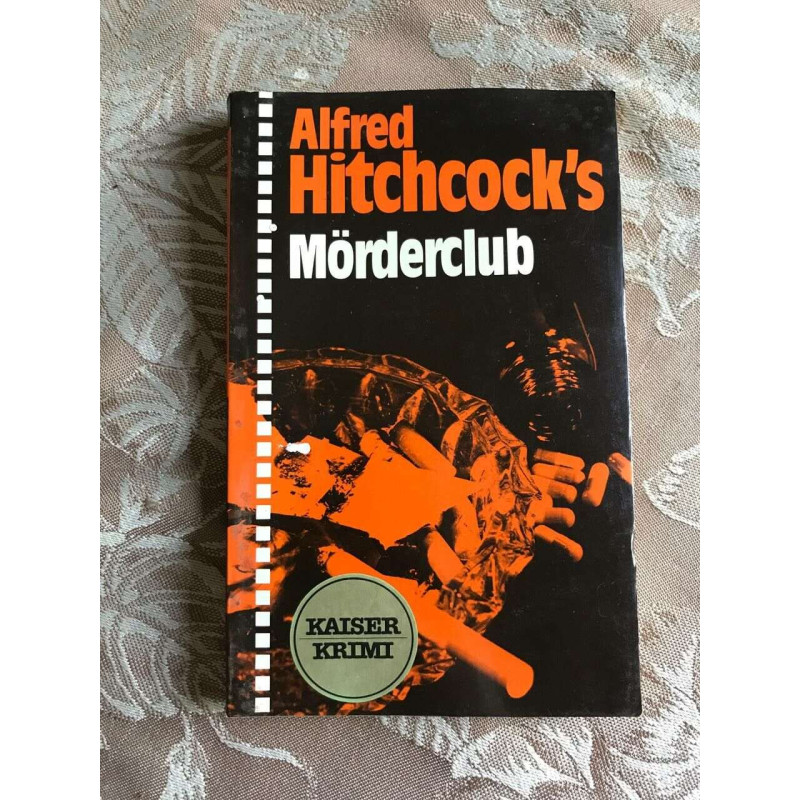 Alfred
Hitchcock's
Mörderclub
KAISER
KRIMI